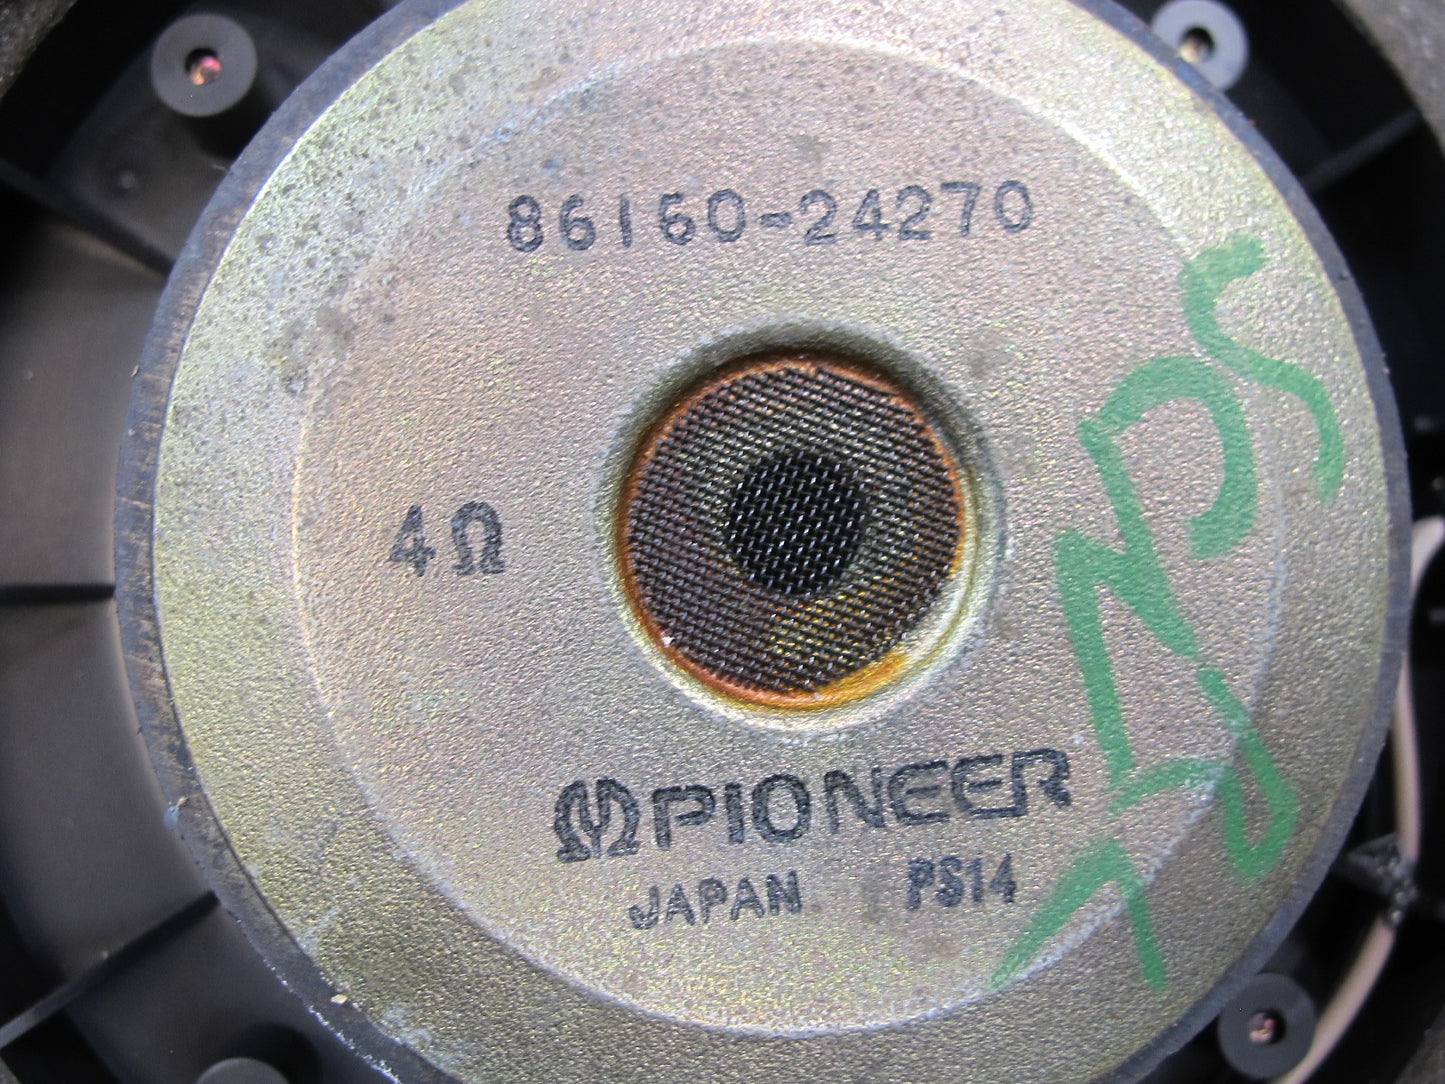 86160-24270
4Ω
PIONEER
JAPAN PS14